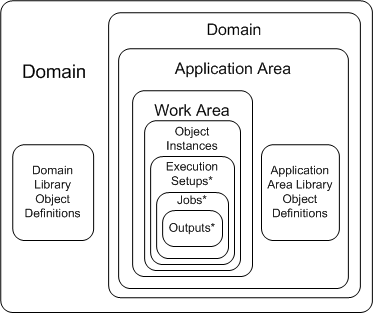 Domain
Domain
Application Area
Work Area
Object
Instances
Execution
Setups*
Jobs*
Outputs*
Domain
Library
Object
Definitions
Application
Area Library
Object
Definitions